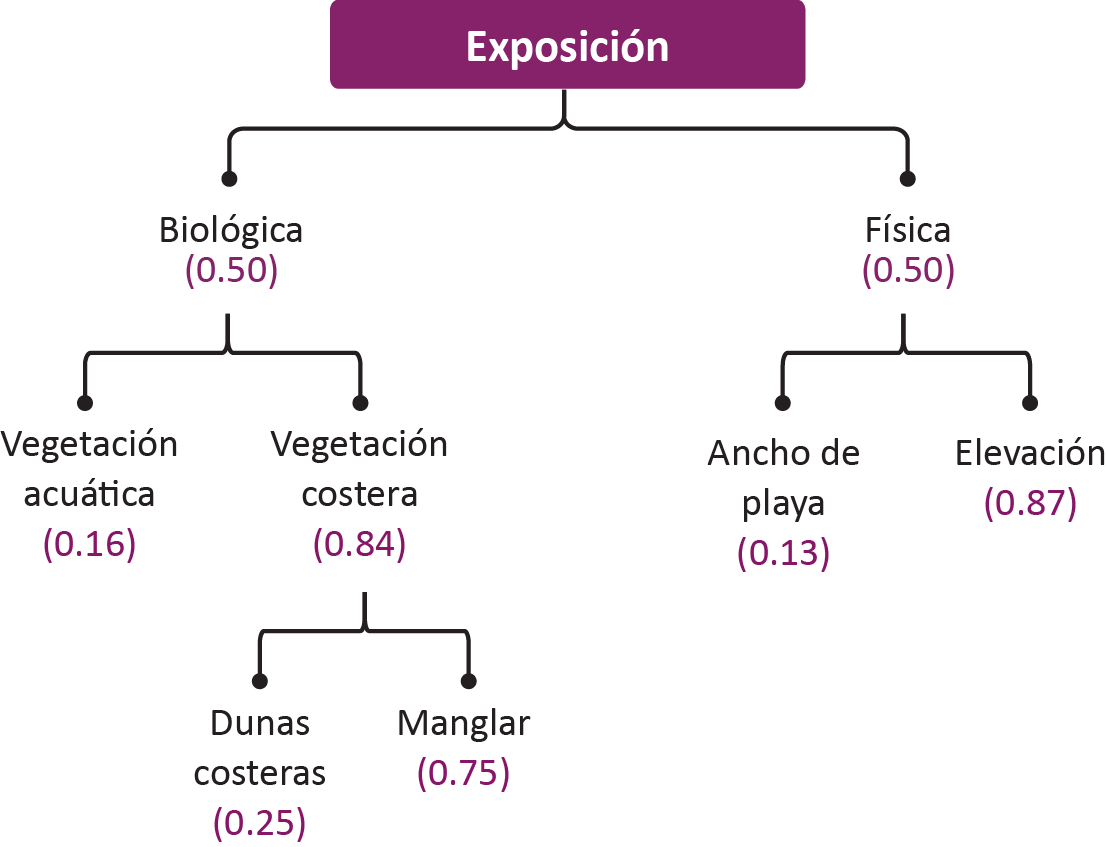 Exposición
Biológica
(0.50)
Física
(0.50)
Vegetación
acuática
(0.16)
Vegetación
costera
(0.84)
Ancho de
playa
(0.13)
Elevación
(0.87)
Dunas
costeras
(0.25)
Manglar
(0.75)